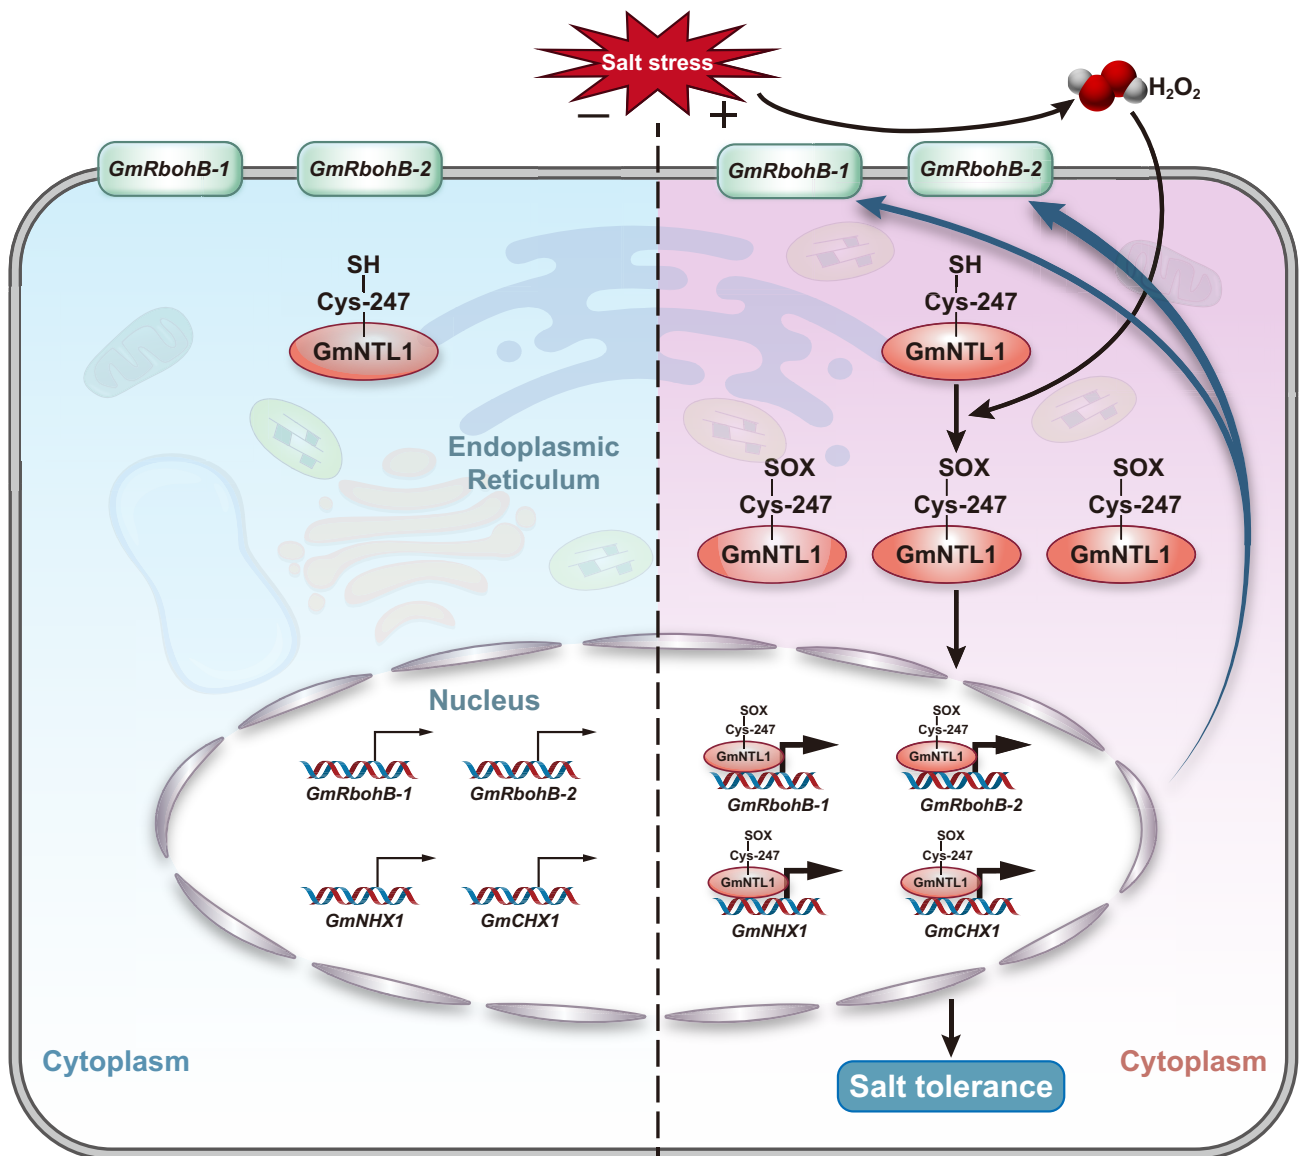 Salt stress
−
+
H₂O₂
GmRbohB-1
GmRbohB-2
GmRbohB-1
GmRbohB-2
SH
Cys-247
GmNTL1
SH
Cys-247
GmNTL1
Endoplasmic
Reticulum
SOX
Cys-247
GmNTL1
SOX
Cys-247
GmNTL1
SOX
Cys-247
GmNTL1
Nucleus
GmRbohB-1
GmRbohB-2
GmNHX1
GmCHX1
SOX
Cys-247
GmNTL1
GmRbohB-1
SOX
Cys-247
GmNTL1
GmRbohB-2
SOX
Cys-247
GmNTL1
GmNHX1
SOX
Cys-247
GmNTL1
GmCHX1
Cytoplasm
Cytoplasm
Salt tolerance